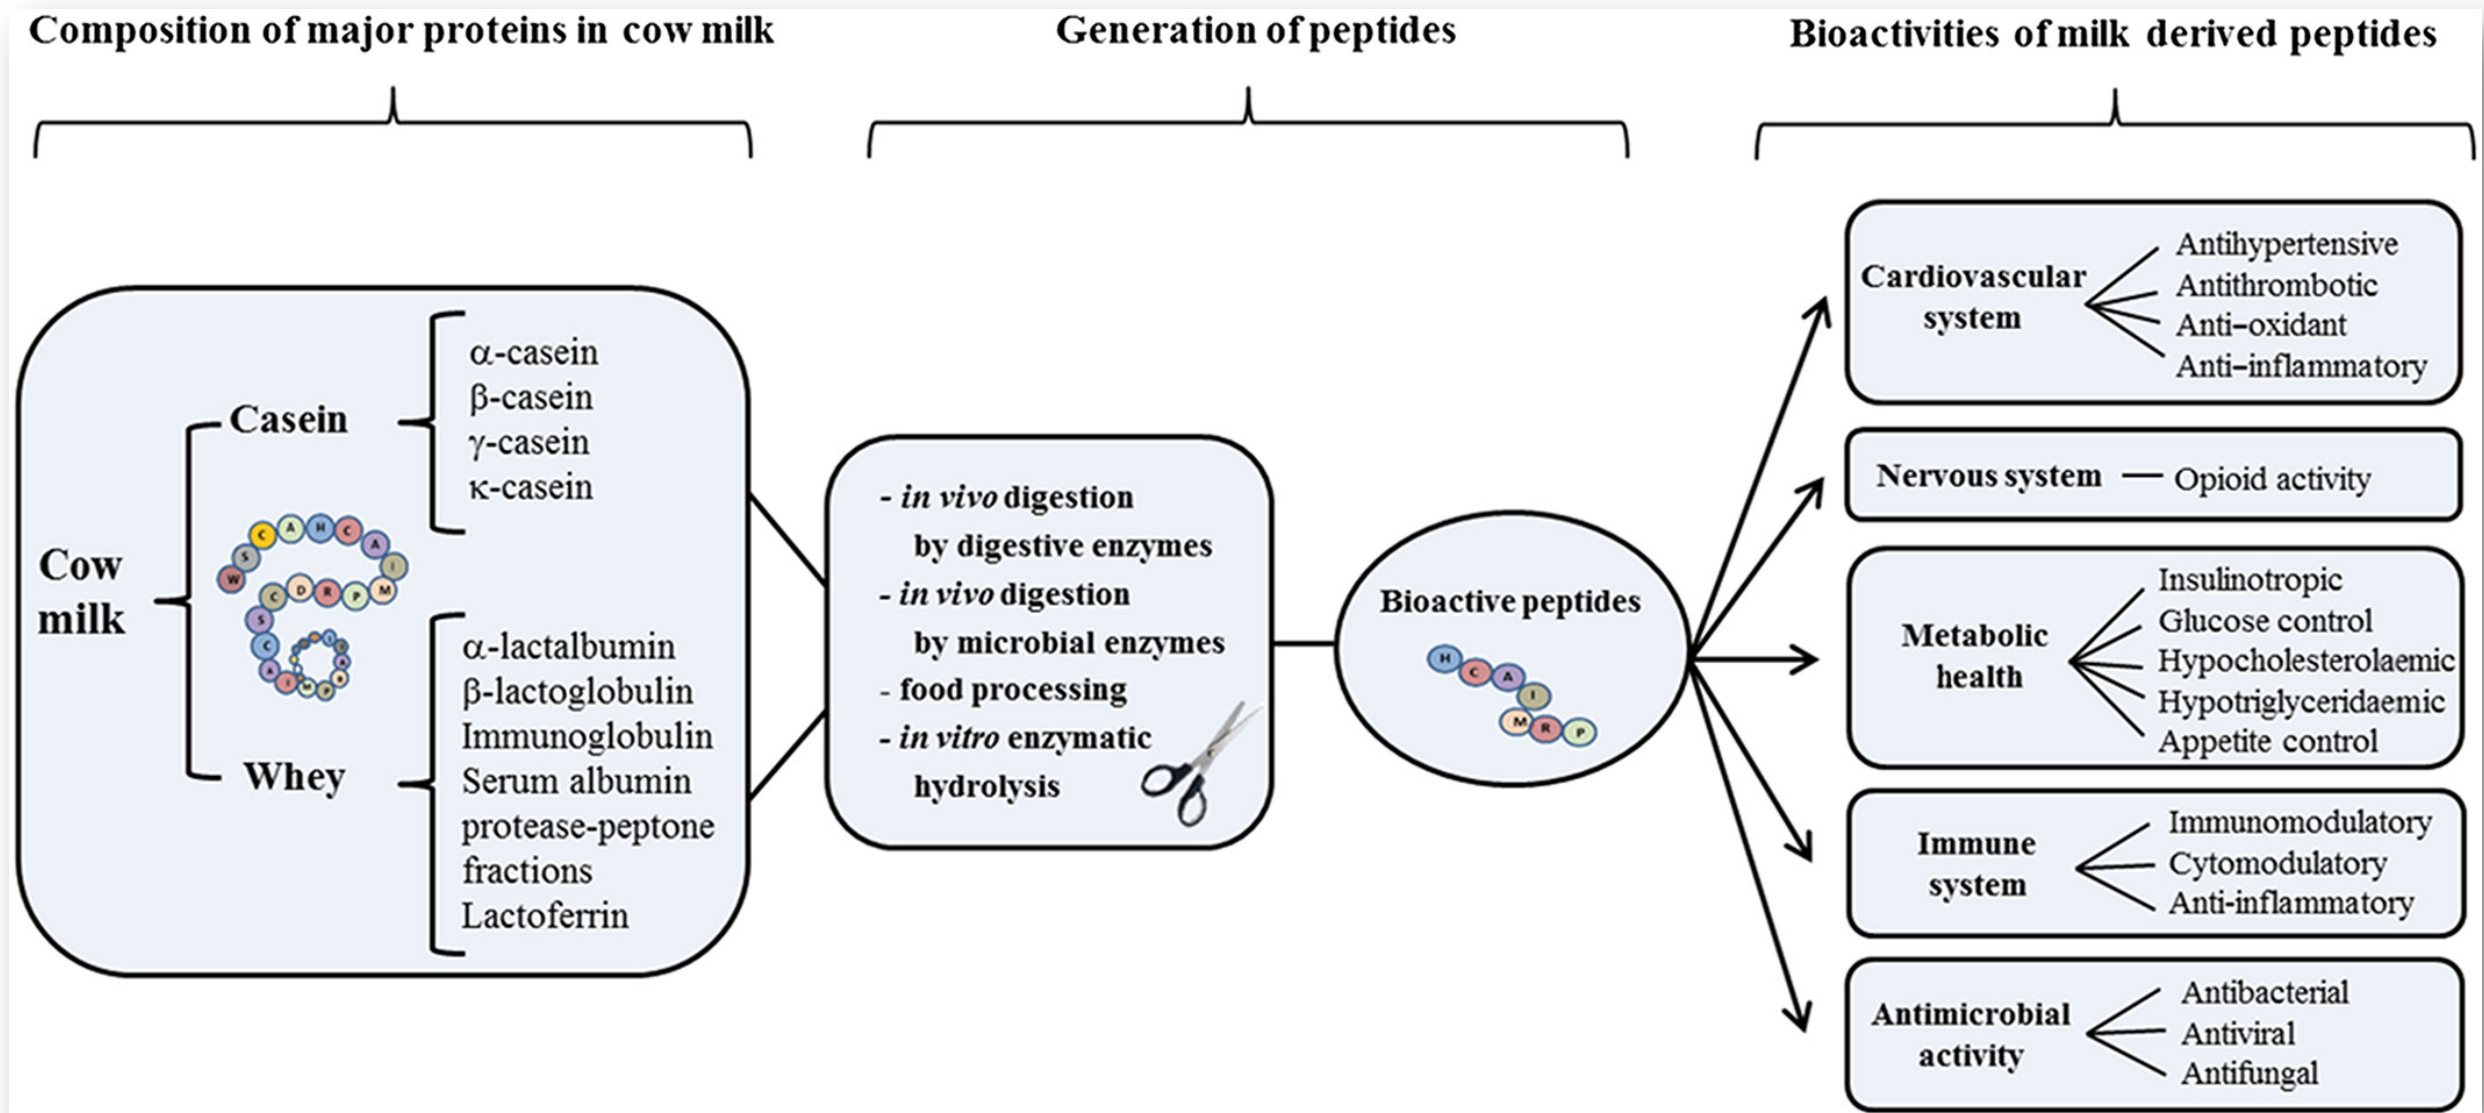 Composition of major proteins in cow milk
Generation of peptides
Bioactivities of milk derived peptides
Cow
milk
Casein
α-casein
β-casein
γ-casein
κ-casein
W S C A H C A I M P R D C S C A I M P
Whey
α-lactalbumin
β-lactoglobulin
Immunoglobulin
Serum albumin
protease-peptone
fractions
Lactoferrin
- in vivo digestion
by digestive enzymes
- in vivo digestion
by microbial enzymes
- food processing
- in vitro enzymatic
hydrolysis
Bioactive peptides
H C A I
M R P
Cardiovascular
system
Antihypertensive
Antithrombotic
Anti–oxidant
Anti–inflammatory
Nervous system
Opioid activity
Metabolic
health
Insulinotropic
Glucose control
Hypocholesterolaemic
Hypotriglyceridaemic
Appetite control
Immune
system
Immunomodulatory
Cytomodulatory
Anti-inflammatory
Antimicrobial
activity
Antibacterial
Antiviral
Antifungal